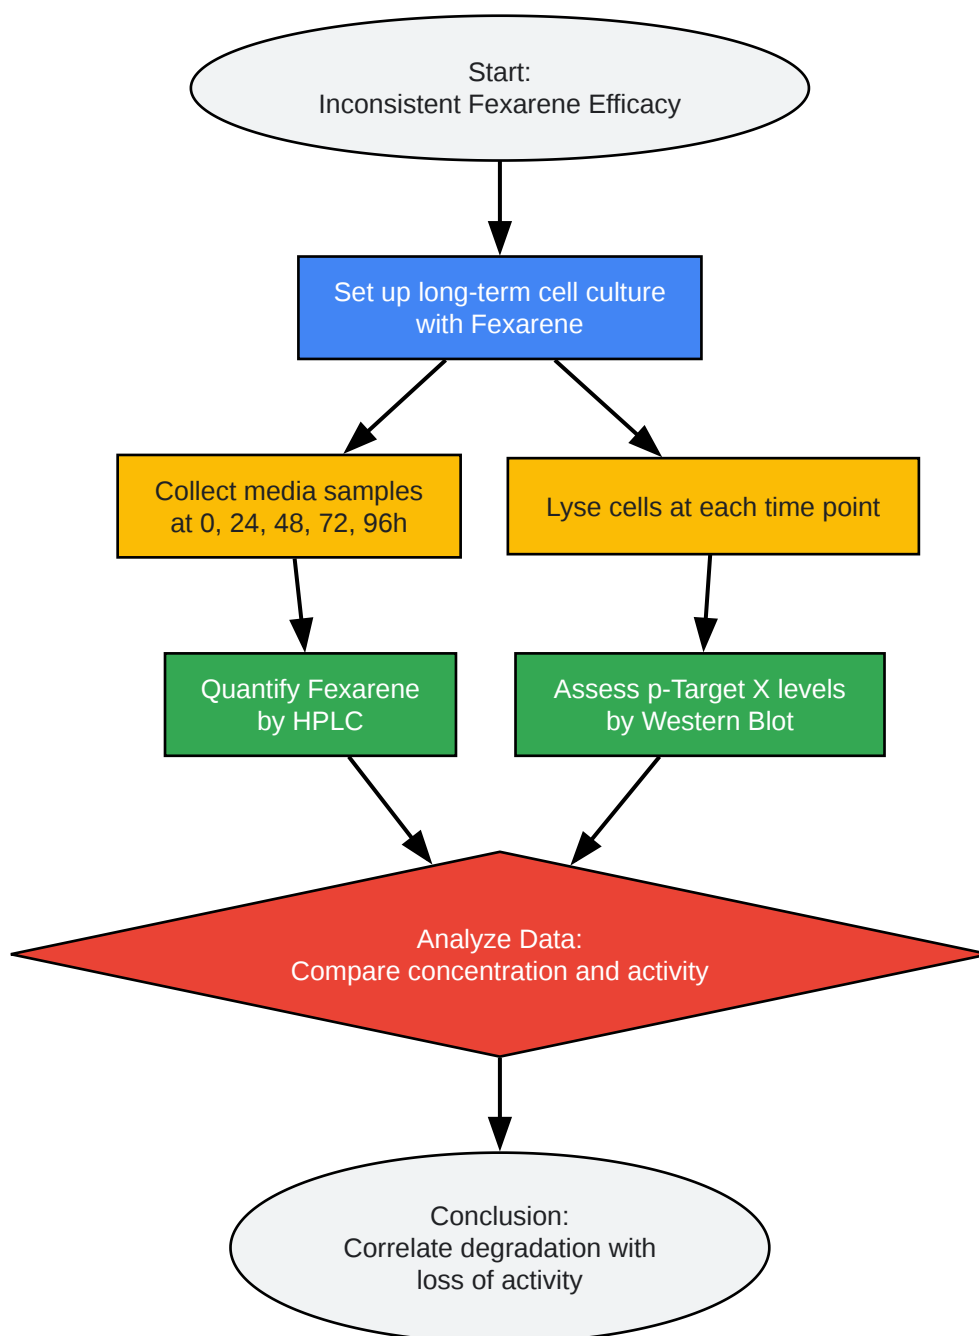 Start:
Inconsistent Fexarene Efficacy
Set up long-term cell culture
with Fexarene
Collect media samples
at 0, 24, 48, 72, 96h
Lyse cells at each time point
Quantify Fexarene
by HPLC
Assess p-Target X levels
by Western Blot
Analyze Data:
Compare concentration and activity
Conclusion:
Correlate degradation with
loss of activity